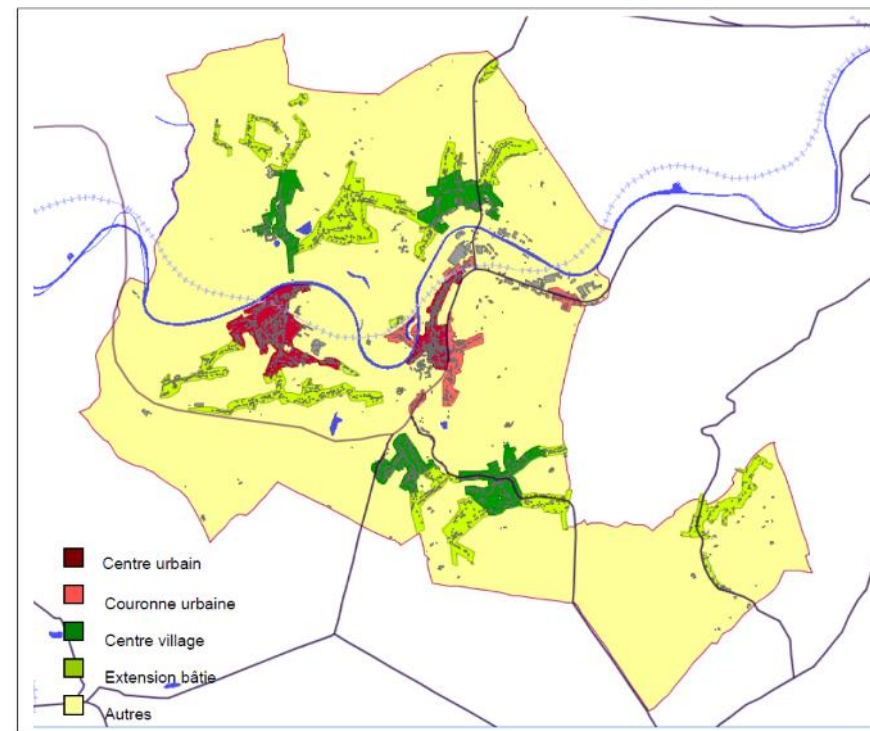 Centre urbain
Couronne urbaine
Centre village
Extension bâtie
Autres